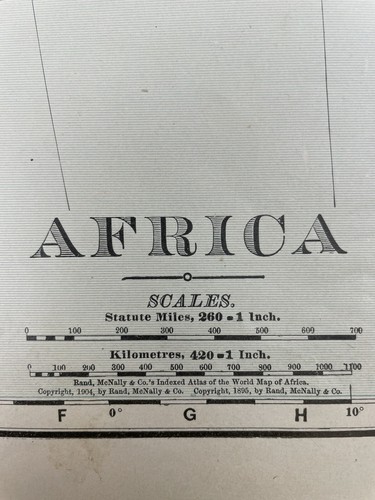 AFRICA
SCALES.
Statute Miles, 260=1 Inch.
0 100 200 300 400 500 600 700
Kilometres, 420=1 Inch.
0 100 200 300 400 500 600 700 800 900 1000 1100
Rand, McNally & Co.'s Indexed Atlas of the World Map of Africa.
Copyright, 1904, by Rand, McNally & Co. Copyright, 1895, by Rand, McNally & Co.
F 0° G H 10°